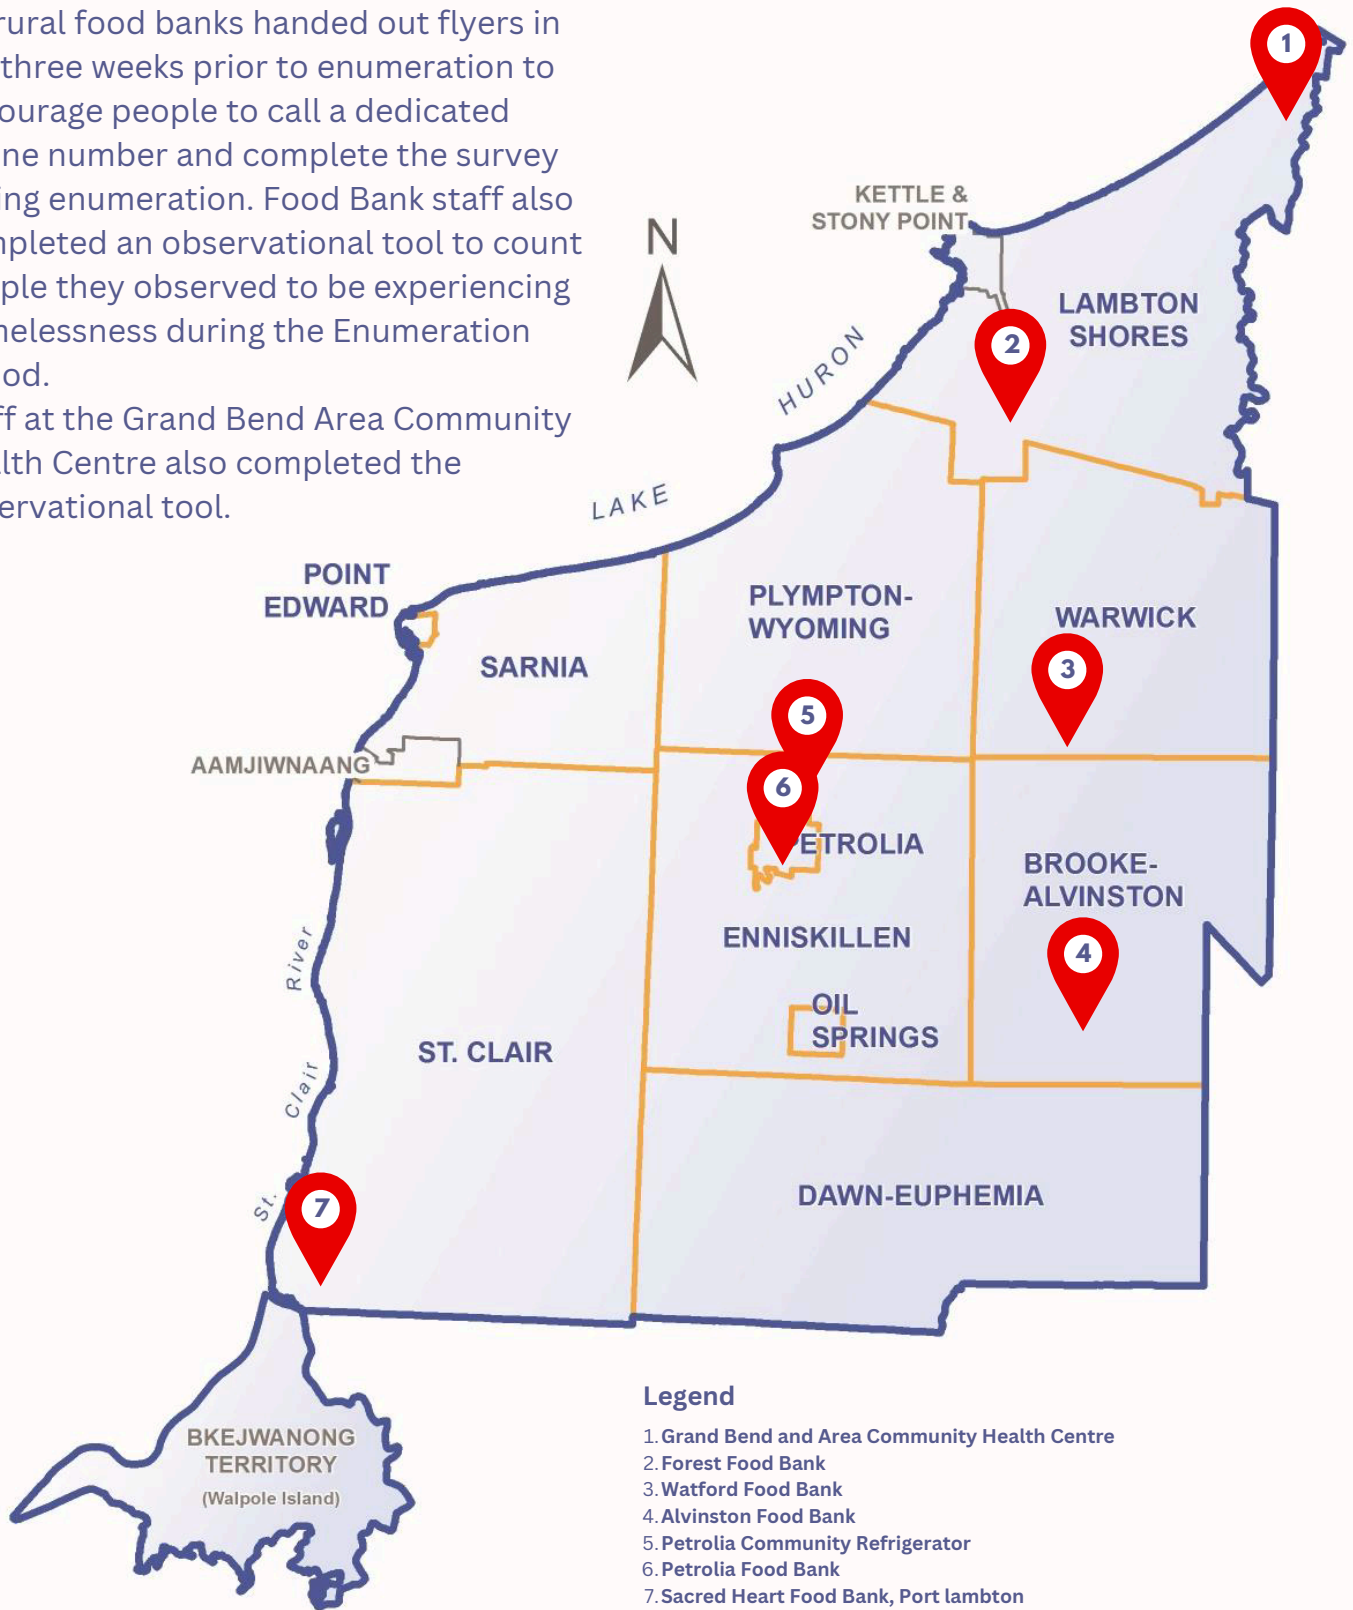 rural food banks handed out flyers in
three weeks prior to enumeration to
ourage people to call a dedicated
ne number and complete the survey
ing enumeration. Food Bank staff also
npleted an observational tool to count
ple they observed to be experiencing
nelessness during the Enumeration
od.
ff at the Grand Bend Area Community
alth Centre also completed the
ervational tool.
1
KETTLE &
STONY POINT
N
LAMBTON
SHORES
2
LAKE HURON
POINT
EDWARD
PLYMPTON-
WYOMING
WARWICK
SARNIA
3
5
AAMJIWNAANG
6
PETROLIA
BROOKE-
ALVINSTON
ENNISKILLEN
4
OIL
SPRINGS
ST. CLAIR
St. Clair River
DAWN-EUPHEMIA
7
BKEJWANONG
TERRITORY
(Walpole Island)
Legend
1. Grand Bend and Area Community Health Centre
2. Forest Food Bank
3. Watford Food Bank
4. Alvinston Food Bank
5. Petrolia Community Refrigerator
6. Petrolia Food Bank
7. Sacred Heart Food Bank, Port lambton